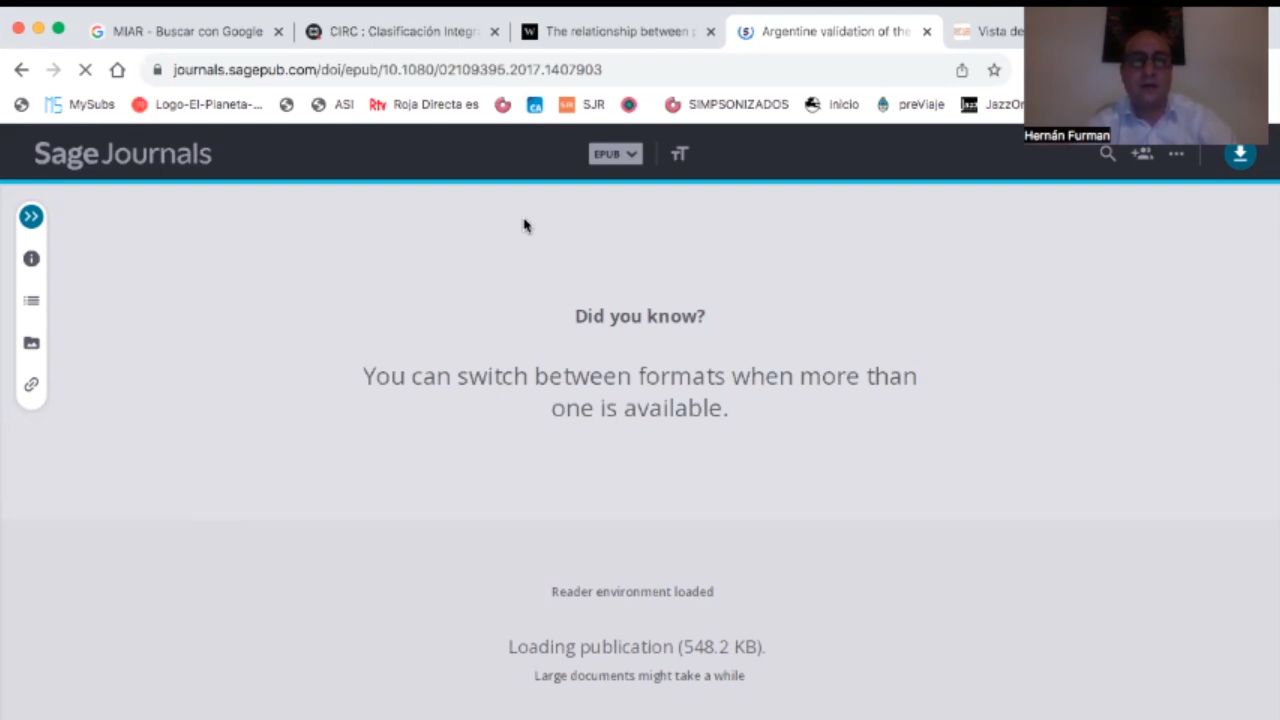 MIAR - Buscar con Google
CIRC : Clasificación Integr
The relationship between
Argentine validation of the
Vista de
journals.sagepub.com/doi/epub/10.1080/02109395.2017.1407903
MySubs
Logo-El-Planeta-...
ASI
Roja Directa es
SJR
SIMPSONIZADOS
Inicio
preViaje
Hernán Furman
Sage Journals
EPUB
Did you know?
You can switch between formats when more than
one is available.
Reader environment loaded
Loading publication (548.2 KB).
Large documents might take a while